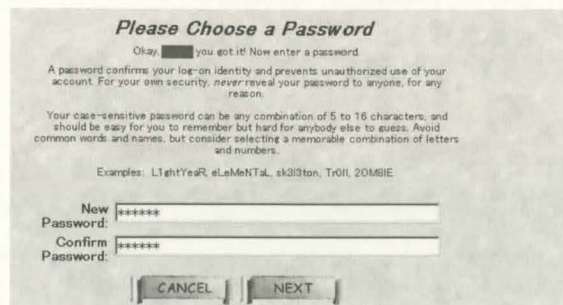 Please Choose a Password
Okay, you got it! Now enter a password.
A password confirms your log-on identity and prevents unauthorized use of your
account. For your own security, never reveal your password to anyone, for any
reason.
Your case-sensitive password can be any combination of 5 to 16 characters, and
should be easy for you to remember but hard for anybody else to guess. Avoid
common words and names, but consider selecting a memorable combination of letters
and numbers.
Examples: L1ghtYeaR, eLeMeNTaL, sk3l3ton, Tr0ll, 2OMBIE
New
Password: ******
Confirm
Password: ******
CANCEL NEXT